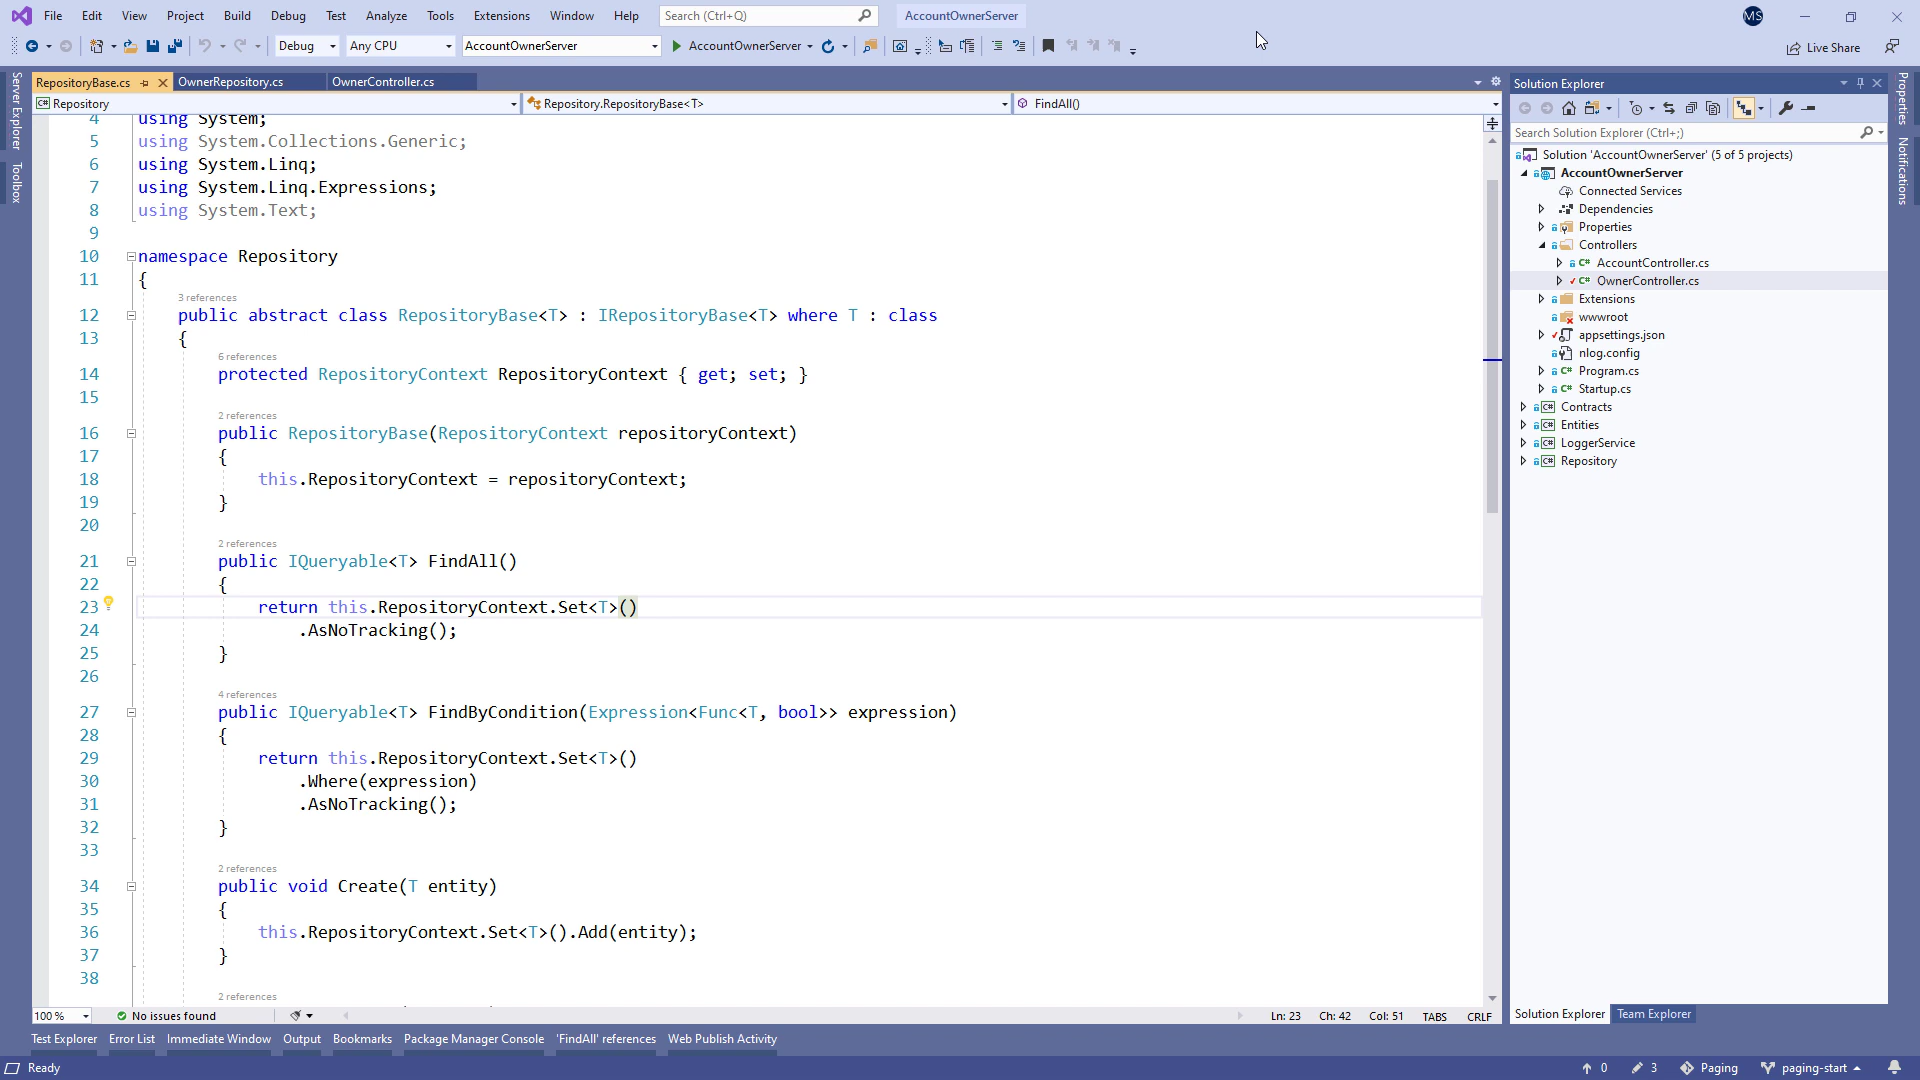 File Edit View Project Build Debug Test Analyze Tools Extensions Window Help Search (Ctrl+Q) AccountOwnerServer MS
Debug Any CPU AccountOwnerServer AccountOwnerServer Live Share
Server Explorer
Toolbox
RepositoryBase.cs OwnerRepository.cs OwnerController.cs
Repository Repository.RepositoryBase<T> FindAll()
4 using System;
5 using System.Collections.Generic;
6 using System.Linq;
7 using System.Linq.Expressions;
8 using System.Text;
9
10 namespace Repository
11 {
3 references
12 public abstract class RepositoryBase<T> : IRepositoryBase<T> where T : class
13 {
6 references
14 protected RepositoryContext RepositoryContext { get; set; }
15
2 references
16 public RepositoryBase(RepositoryContext repositoryContext)
17 {
18 this.RepositoryContext = repositoryContext;
19 }
20
2 references
21 public IQueryable<T> FindAll()
22 {
23 return this.RepositoryContext.Set<T>()
24 .AsNoTracking();
25 }
26
4 references
27 public IQueryable<T> FindByCondition(Expression<Func<T, bool>> expression)
28 {
29 return this.RepositoryContext.Set<T>()
30 .Where(expression)
31 .AsNoTracking();
32 }
33
2 references
34 public void Create(T entity)
35 {
36 this.RepositoryContext.Set<T>().Add(entity);
37 }
38
2 references
100 % No issues found Ln: 23 Ch: 42 Col: 51 TABS CRLF
Solution Explorer
Search Solution Explorer (Ctrl+;)
Solution 'AccountOwnerServer' (5 of 5 projects)
AccountOwnerServer
Connected Services
Dependencies
Properties
Controllers
C# AccountController.cs
C# OwnerController.cs
Extensions
wwwroot
appsettings.json
nlog.config
C# Program.cs
C# Startup.cs
C# Contracts
C# Entities
C# LoggerService
C# Repository
Solution Explorer Team Explorer
Properties
Notifications
Test Explorer Error List Immediate Window Output Bookmarks Package Manager Console 'FindAll' references Web Publish Activity
Ready 0 3 Paging paging-start